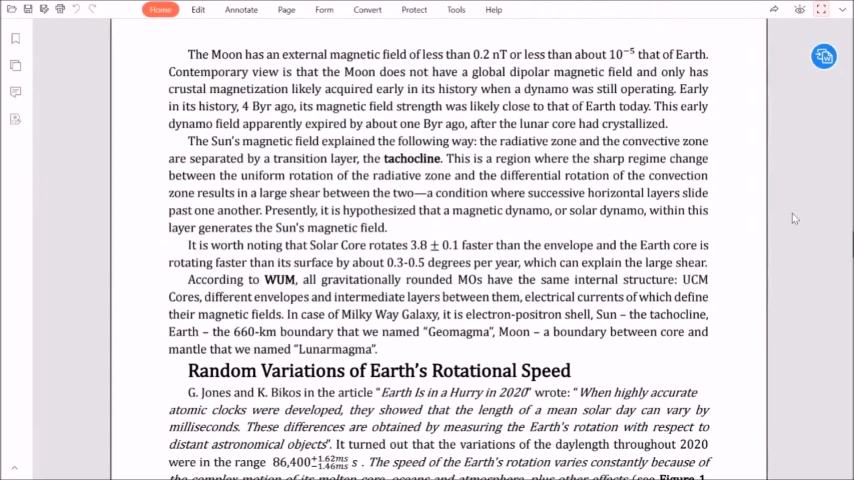 Home Edit Annotate Page Form Convert Protect Tools Help
The Moon has an external magnetic field of less than 0.2 nT or less than about 10⁻⁵ that of Earth.
Contemporary view is that the Moon does not have a global dipolar magnetic field and only has
crustal magnetization likely acquired early in its history when a dynamo was still operating. Early
in its history, 4 Byr ago, its magnetic field strength was likely close to that of Earth today. This early
dynamo field apparently expired by about one Byr ago, after the lunar core had crystallized.
The Sun's magnetic field explained the following way: the radiative zone and the convective zone
are separated by a transition layer, the tachocline. This is a region where the sharp regime change
between the uniform rotation of the radiative zone and the differential rotation of the convection
zone results in a large shear between the two—a condition where successive horizontal layers slide
past one another. Presently, it is hypothesized that a magnetic dynamo, or solar dynamo, within this
layer generates the Sun's magnetic field.
It is worth noting that Solar Core rotates 3.8 ± 0.1 faster than the envelope and the Earth core is
rotating faster than its surface by about 0.3-0.5 degrees per year, which can explain the large shear.
According to WUM, all gravitationally rounded MOs have the same internal structure: UCM
Cores, different envelopes and intermediate layers between them, electrical currents of which define
their magnetic fields. In case of Milky Way Galaxy, it is electron-positron shell, Sun – the tachocline,
Earth – the 660-km boundary that we named "Geomagma", Moon – a boundary between core and
mantle that we named "Lunarmagma".
Random Variations of Earth's Rotational Speed
G. Jones and K. Bikos in the article "Earth Is in a Hurry in 2020" wrote: "When highly accurate
atomic clocks were developed, they showed that the length of a mean solar day can vary by
milliseconds. These differences are obtained by measuring the Earth's rotation with respect to
distant astronomical objects". It turned out that the variations of the daylength throughout 2020
were in the range 86,400 +1.62ms −1.46ms s . The speed of the Earth's rotation varies constantly because of
the complex motion of its molten core, oceans and atmosphere, plus other effects (see Figure 1,